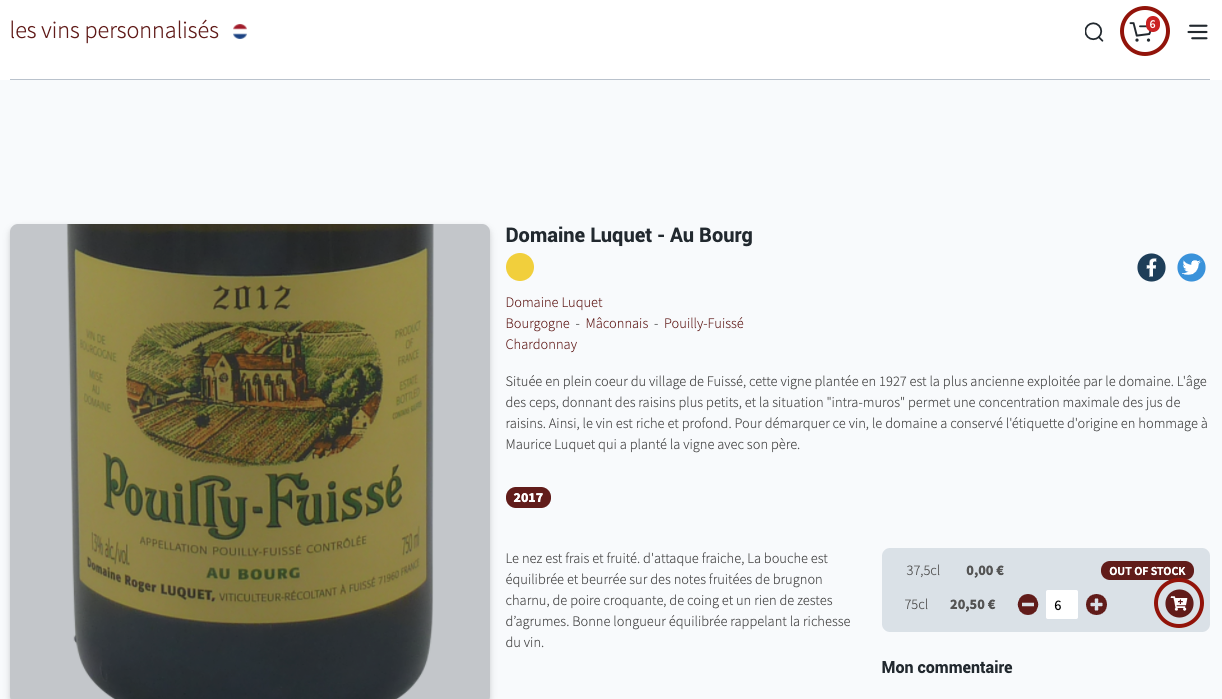 les vins personnalisés
6
Domaine Luquet - Au Bourg
Domaine Luquet
Bourgogne - Mâconnais - Pouilly-Fuissé
Chardonnay
Située en plein coeur du village de Fuissé, cette vigne plantée en 1927 est la plus ancienne exploitée par le domaine. L'âge
des ceps, donnant des raisins plus petits, et la situation "intra-muros" permet une concentration maximale des jus de
raisins. Ainsi, le vin est riche et profond. Pour démarquer ce vin, le domaine a conservé l'étiquette d'origine en hommage à
Maurice Luquet qui a planté la vigne avec son père.
2017
Le nez est frais et fruité. d'attaque fraiche, La bouche est
équilibrée et beurrée sur des notes fruitées de brugnon
charnu, de poire croquante, de coing et un rien de zestes
d’agrumes. Bonne longueur équilibrée rappelant la richesse
du vin.
37,5cl 0,00 € OUT OF STOCK
75cl 20,50 € 6
Mon commentaire
2012
VIN DE
BOURGOGNE
MISE
AU
DOMAINE
PRODUCT
OF
FRANCE
ESTATE
BOTTLED
Pouilly-Fuissé
13% alc/vol.
APPELLATION POUILLY-FUISSÉ CONTRÔLÉE
750 ml
AU BOURG
Domaine Roger LUQUET, VITICULTEUR-RÉCOLTANT À FUISSÉ 71960 FRANCE